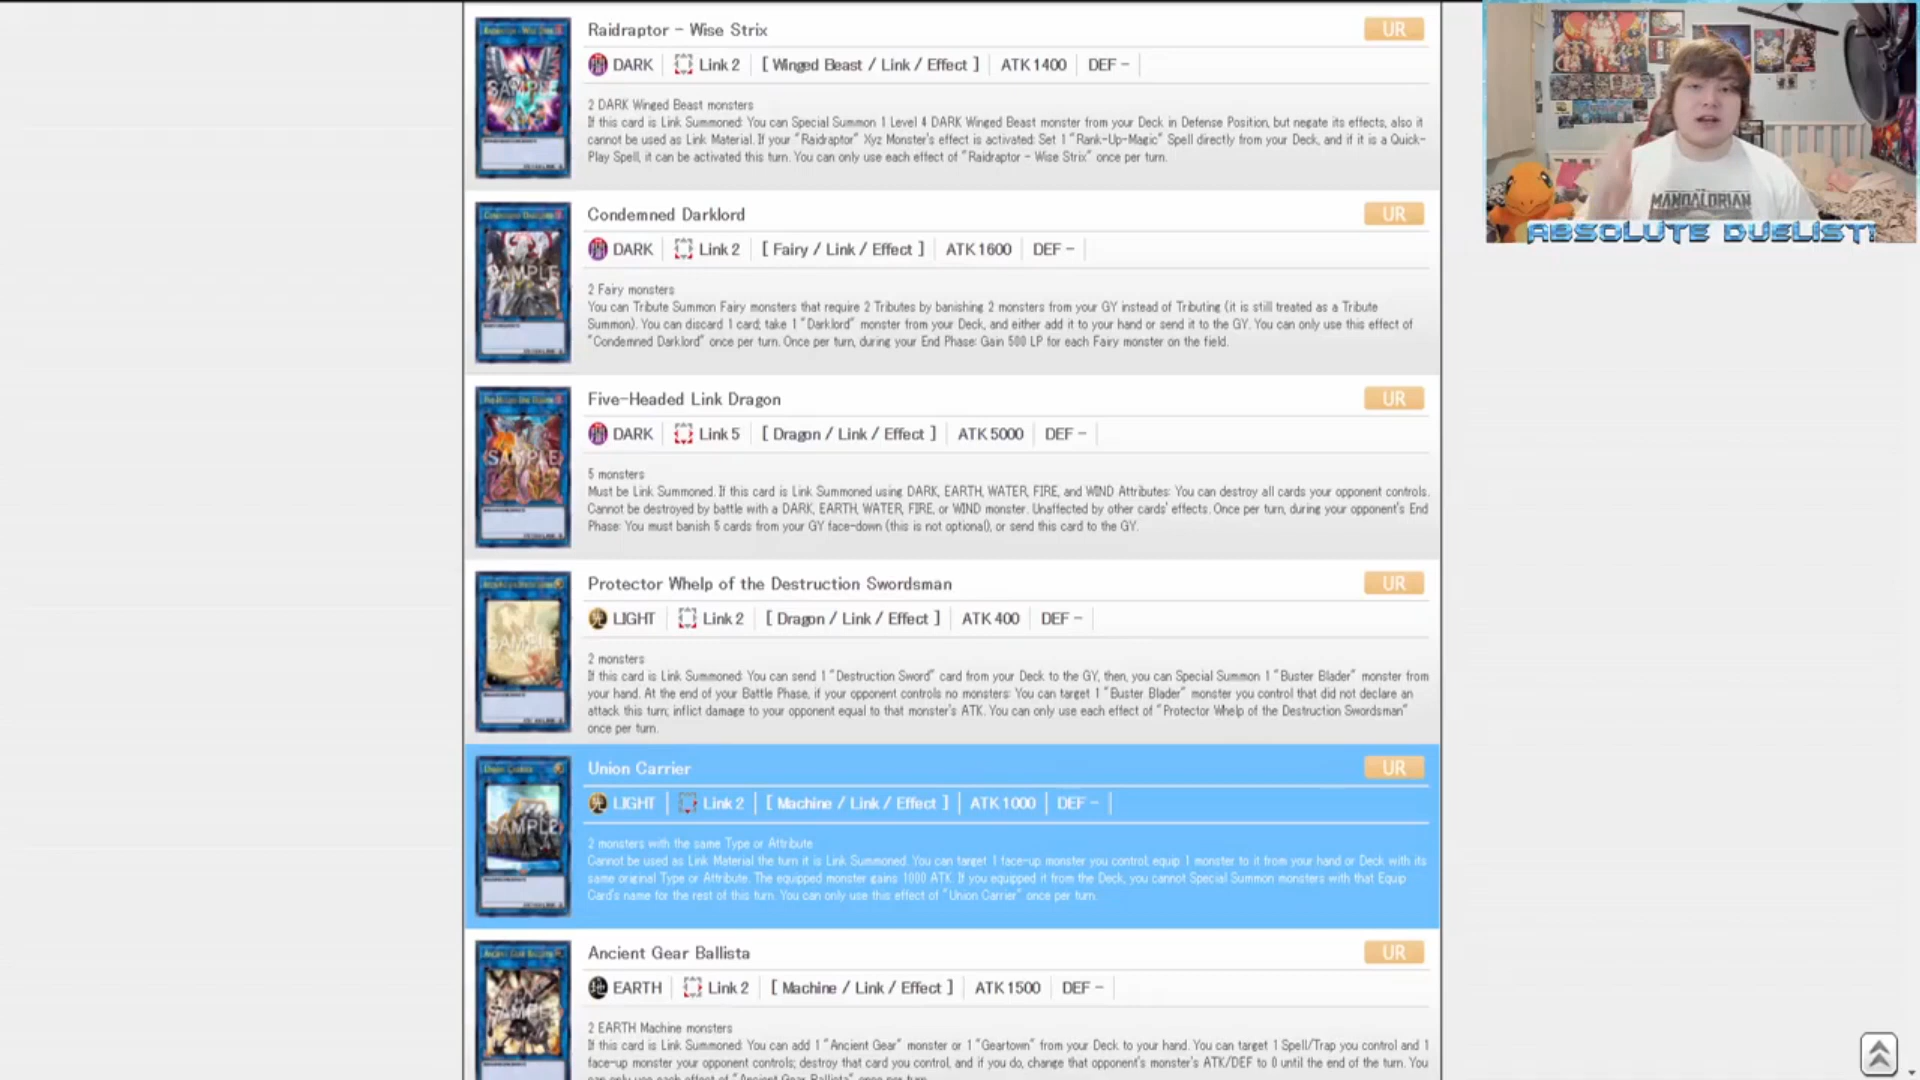 Raidraptor - Wise Strix
UR
DARK Link 2 [ Winged Beast / Link / Effect ] ATK 1400 DEF -
2 DARK Winged Beast monsters
If this card is Link Summoned: You can Special Summon 1 Level 4 DARK Winged Beast monster from your Deck in Defense Position, but negate its effects, also it
cannot be used as Link Material. If your "Raidraptor" Xyz Monster's effect is activated: Set 1 "Rank-Up-Magic" Spell directly from your Deck, and if it is a Quick-
Play Spell, it can be activated this turn. You can only use each effect of "Raidraptor - Wise Strix" once per turn.
SAMPLE
Condemned Darklord
UR
DARK Link 2 [ Fairy / Link / Effect ] ATK 1600 DEF -
2 Fairy monsters
You can Tribute Summon Fairy monsters that require 2 Tributes by banishing 2 monsters from your GY instead of Tributing (it is still treated as a Tribute
Summon). You can discard 1 card; take 1 "Darklord" monster from your Deck, and either add it to your hand or send it to the GY. You can only use this effect of
"Condemned Darklord" once per turn. Once per turn, during your End Phase: Gain 500 LP for each Fairy monster on the field.
SAMPLE
Five-Headed Link Dragon
UR
DARK Link 5 [ Dragon / Link / Effect ] ATK 5000 DEF -
5 monsters
Must be Link Summoned. If this card is Link Summoned using DARK, EARTH, WATER, FIRE, and WIND Attributes: You can destroy all cards your opponent controls.
Cannot be destroyed by battle with a DARK, EARTH, WATER, FIRE, or WIND monster. Unaffected by other cards' effects. Once per turn, during your opponent's End
Phase: You must banish 5 cards from your GY face-down (this is not optional), or send this card to the GY.
SAMPLE
Protector Whelp of the Destruction Swordsman
UR
LIGHT Link 2 [ Dragon / Link / Effect ] ATK 400 DEF -
2 monsters
If this card is Link Summoned: You can send 1 "Destruction Sword" card from your Deck to the GY, then, you can Special Summon 1 "Buster Blader" monster from
your hand. At the end of your Battle Phase, if your opponent controls no monsters: You can target 1 "Buster Blader" monster you control that did not declare an
attack this turn; inflict damage to your opponent equal to that monster's ATK. You can only use each effect of "Protector Whelp of the Destruction Swordsman"
once per turn.
SAMPLE
Union Carrier
UR
LIGHT Link 2 [ Machine / Link / Effect ] ATK 1000 DEF -
2 monsters with the same Type or Attribute
Cannot be used as Link Material the turn it is Link Summoned. You can target 1 face-up monster you control; equip 1 monster to it from your hand or Deck with its
same original Type or Attribute. The equipped monster gains 1000 ATK. If you equipped it from the Deck, you cannot Special Summon monsters with that Equip
Card's name for the rest of this turn. You can only use this effect of "Union Carrier" once per turn.
SAMPLE
Ancient Gear Ballista
UR
EARTH Link 2 [ Machine / Link / Effect ] ATK 1500 DEF -
2 EARTH Machine monsters
If this card is Link Summoned: You can add 1 "Ancient Gear" monster or 1 "Geartown" from your Deck to your hand. You can target 1 Spell/Trap you control and 1
face-up monster your opponent controls; destroy that card you control, and if you do, change that opponent's monster's ATK/DEF to 0 until the end of the turn. You
can only use each effect of "Ancient Gear Ballista" once per turn.
SAMPLE
THE
MANDALORIAN
ABSOLUTE DUELIST!